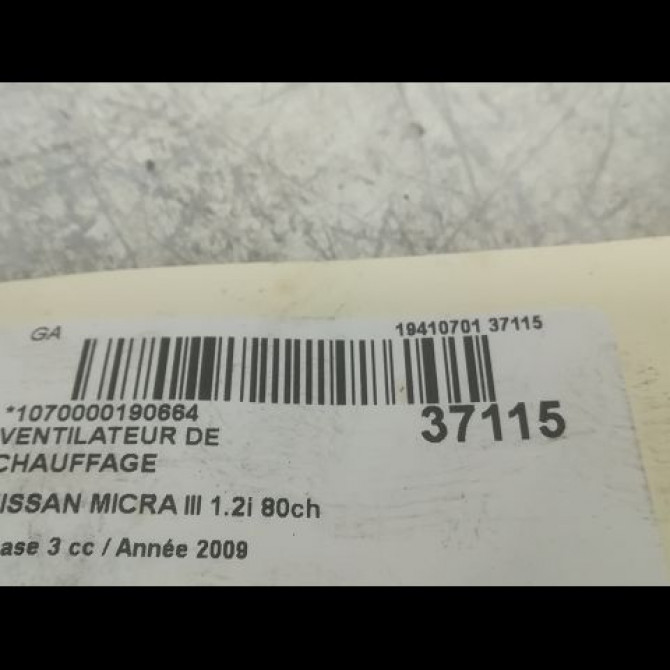 GA
19410701 37115
*1070000190664
37115
VENTILATEUR DE
CHAUFFAGE
ISSAN MICRA III 1.2i 80ch
ase 3 cc / Année 2009